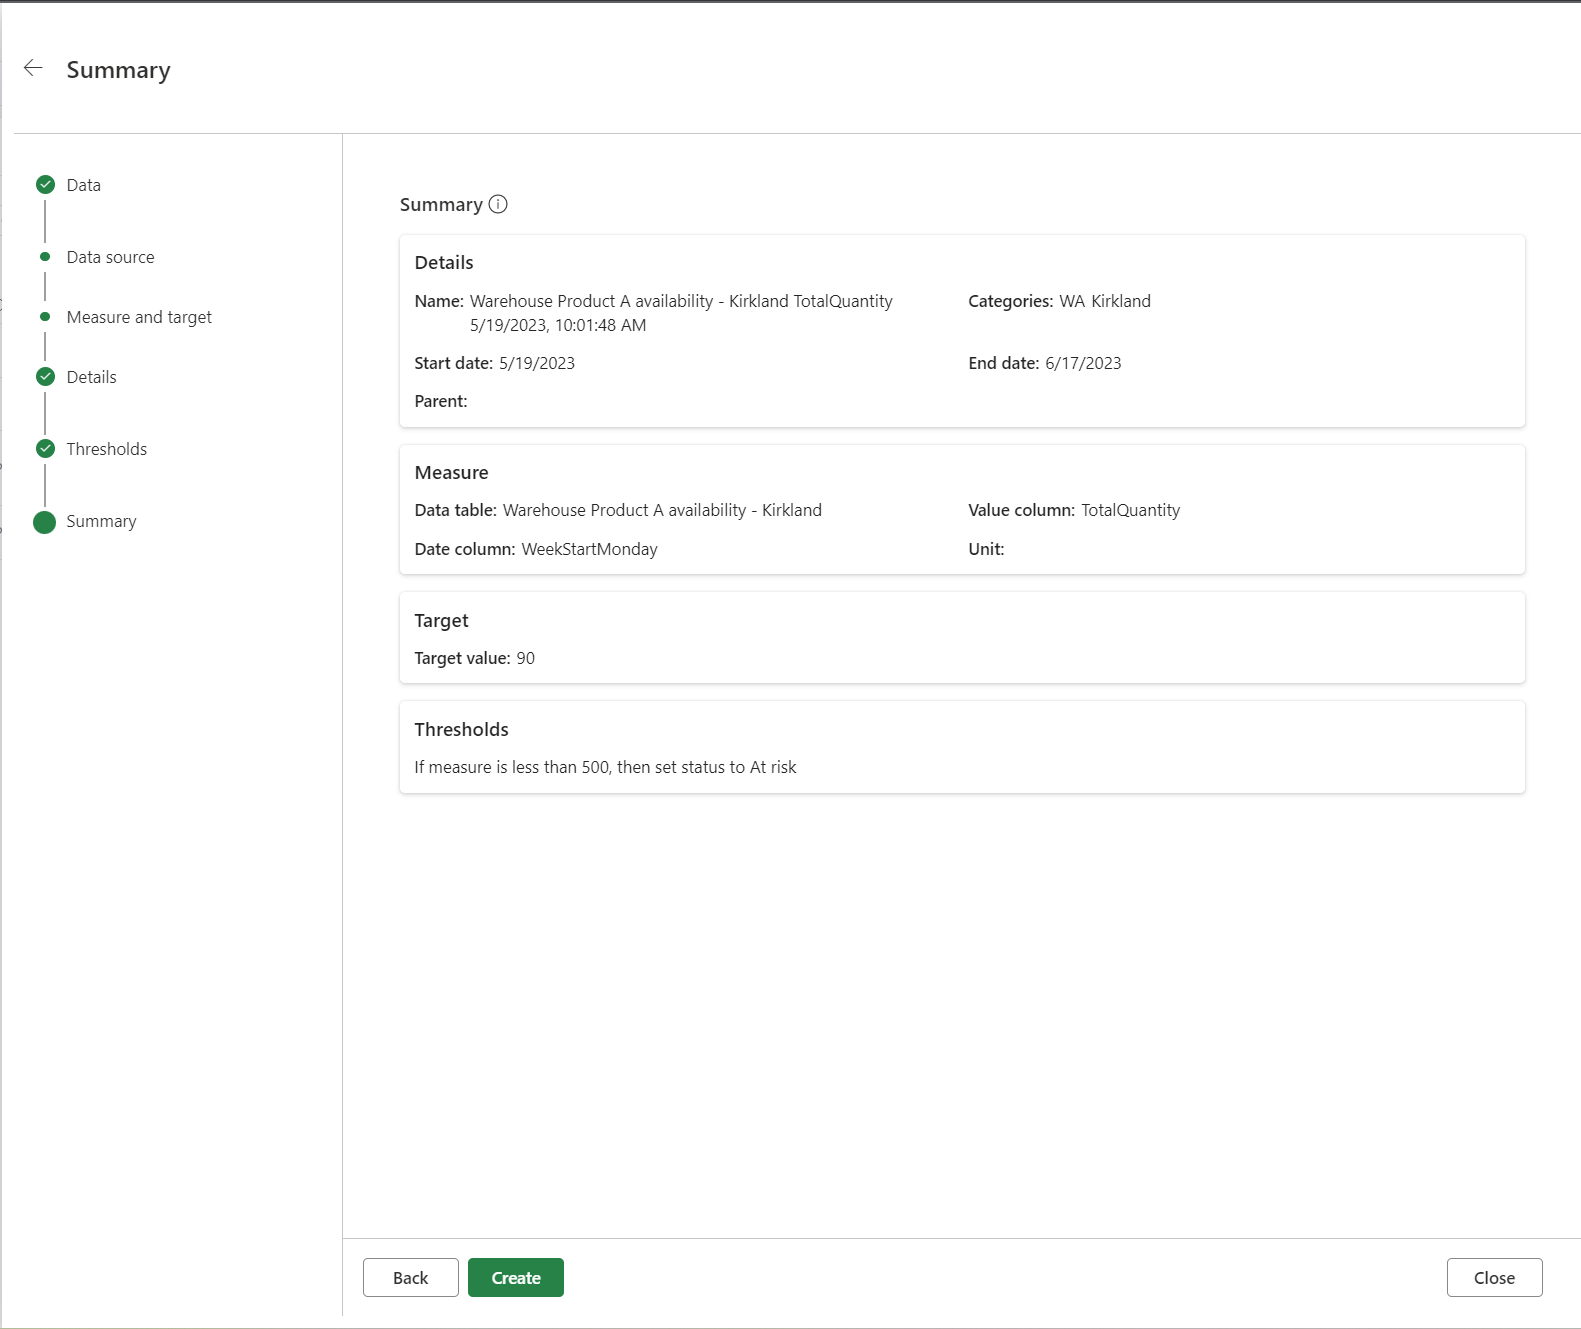 Summary
Data
Data source
Measure and target
Details
Thresholds
Summary
Summary
Details
Name: Warehouse Product A availability - Kirkland TotalQuantity
5/19/2023, 10:01:48 AM
Categories: WA Kirkland
Start date: 5/19/2023
End date: 6/17/2023
Parent:
Measure
Data table: Warehouse Product A availability - Kirkland
Value column: TotalQuantity
Date column: WeekStartMonday
Unit:
Target
Target value: 90
Thresholds
If measure is less than 500, then set status to At risk
Back
Create
Close